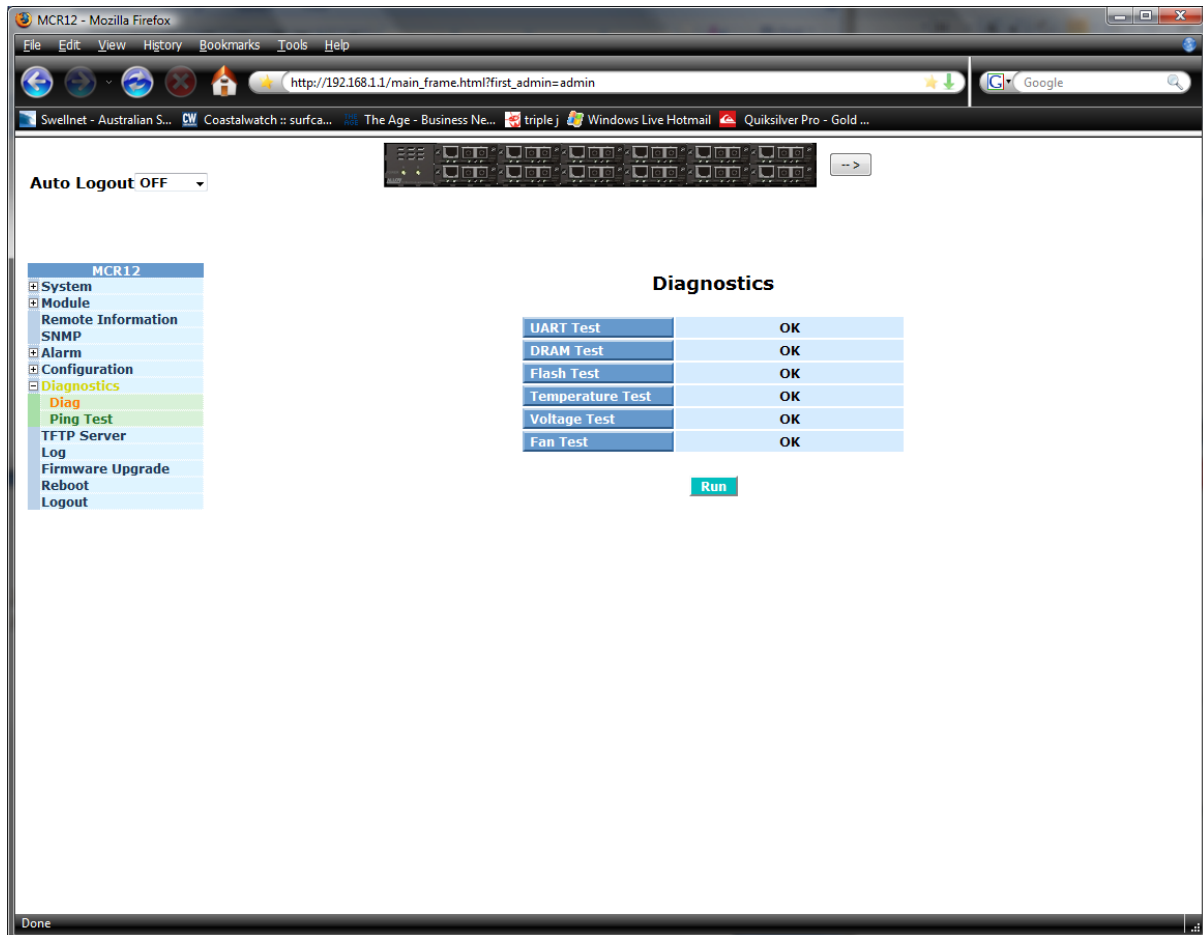 MCR12 - Mozilla Firefox
File Edit View History Bookmarks Tools Help
http://192.168.1.1/main_frame.html?first_admin=admin
G Google
Swellnet - Australian S... CW Coastalwatch :: surfca... The Age - Business Ne... triple j Windows Live Hotmail Quiksilver Pro - Gold ...
Auto Logout OFF
-->
MCR12
System
Module
Remote Information
SNMP
Alarm
Configuration
Diagnostics
Diag
Ping Test
TFTP Server
Log
Firmware Upgrade
Reboot
Logout
Diagnostics
UART Test OK
DRAM Test OK
Flash Test OK
Temperature Test OK
Voltage Test OK
Fan Test OK
Run
Done